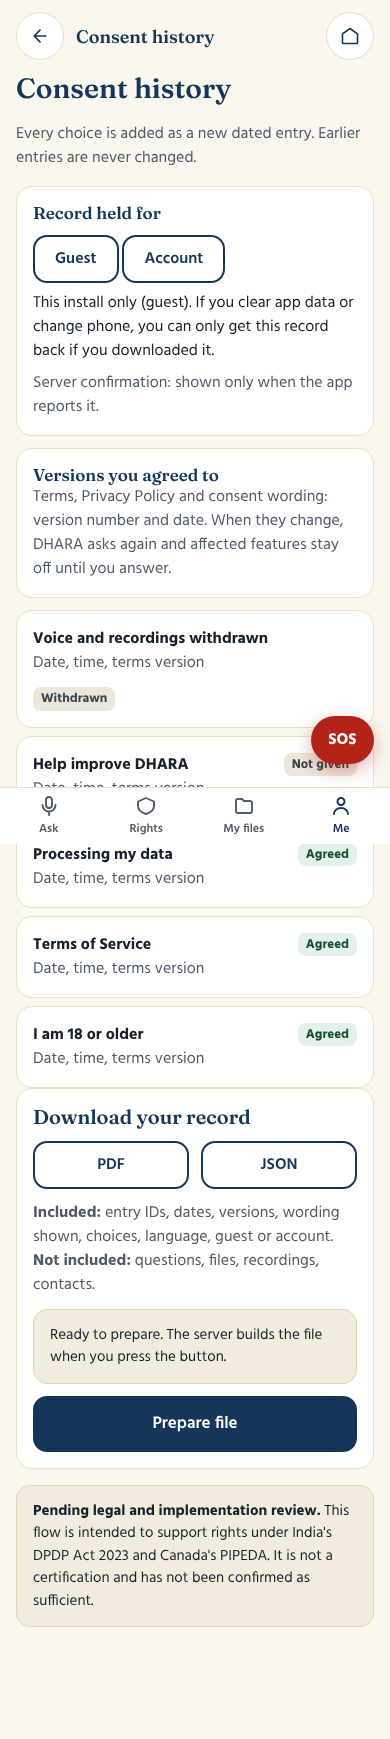 Consent history
Consent history
Every choice is added as a new dated entry. Earlier
entries are never changed.
Record held for
Guest
Account
This install only (guest). If you clear app data or
change phone, you can only get this record
back if you downloaded it.
Server confirmation: shown only when the app
reports it.
Versions you agreed to
Terms, Privacy Policy and consent wording:
version number and date. When they change,
DHARA asks again and affected features stay
off until you answer.
Voice and recordings withdrawn
Date, time, terms version
Withdrawn
SOS
Help improve DHARA
Not given
Date, time, terms version
Ask
Rights
My files
Me
Processing my data
Agreed
Date, time, terms version
Terms of Service
Agreed
Date, time, terms version
I am 18 or older
Agreed
Date, time, terms version
Download your record
PDF
JSON
Included: entry IDs, dates, versions, wording
shown, choices, language, guest or account.
Not included: questions, files, recordings,
contacts.
Ready to prepare. The server builds the file
when you press the button.
Prepare file
Pending legal and implementation review. This
flow is intended to support rights under India's
DPDP Act 2023 and Canada's PIPEDA. It is not a
certification and has not been confirmed as
sufficient.